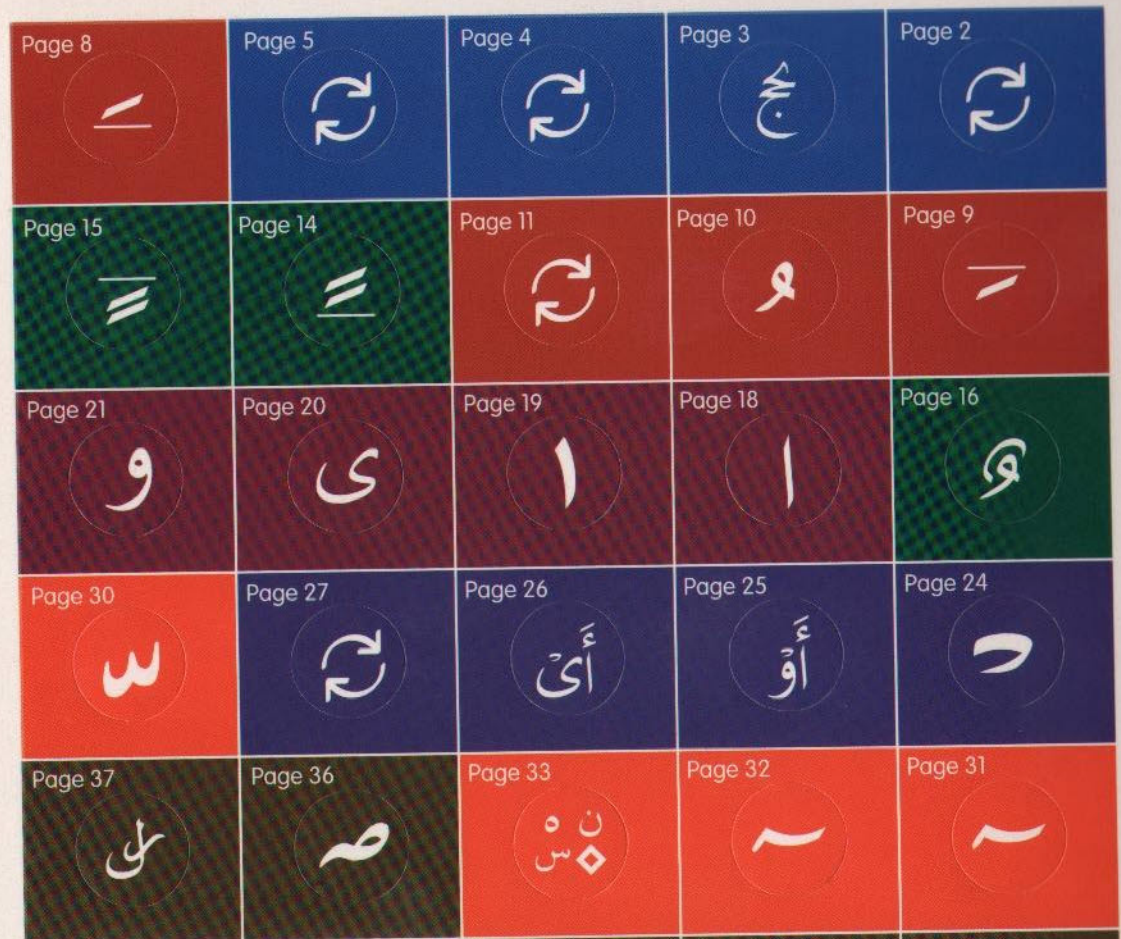 Page 2
Page 3
Page 4
Page 5
Page 8
َ
Page 9
ِ
Page 10
ُ
Page 11
Page 14
ً
Page 15
ٍ
Page 16
ٌ
Page 18
ا
Page 19
ا
Page 20
ى
Page 21
و
Page 24
ْ
Page 25
أَوْ
Page 26
أَىْ
Page 27
Page 30
ّ
Page 31
ٓ
Page 32
ٓ
Page 33
ن ه
س
Page 36
صـ
Page 37